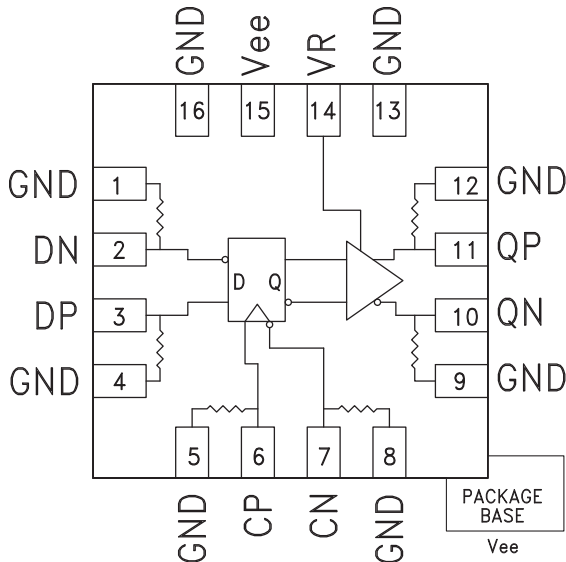 GND
Vee
VR
GND
16
15
14
13
GND
1
12
GND
DN
2
11
QP
D
Q
DP
3
10
QN
GND
4
9
GND
5
6
7
8
GND
CP
CN
GND
PACKAGE
BASE
Vee